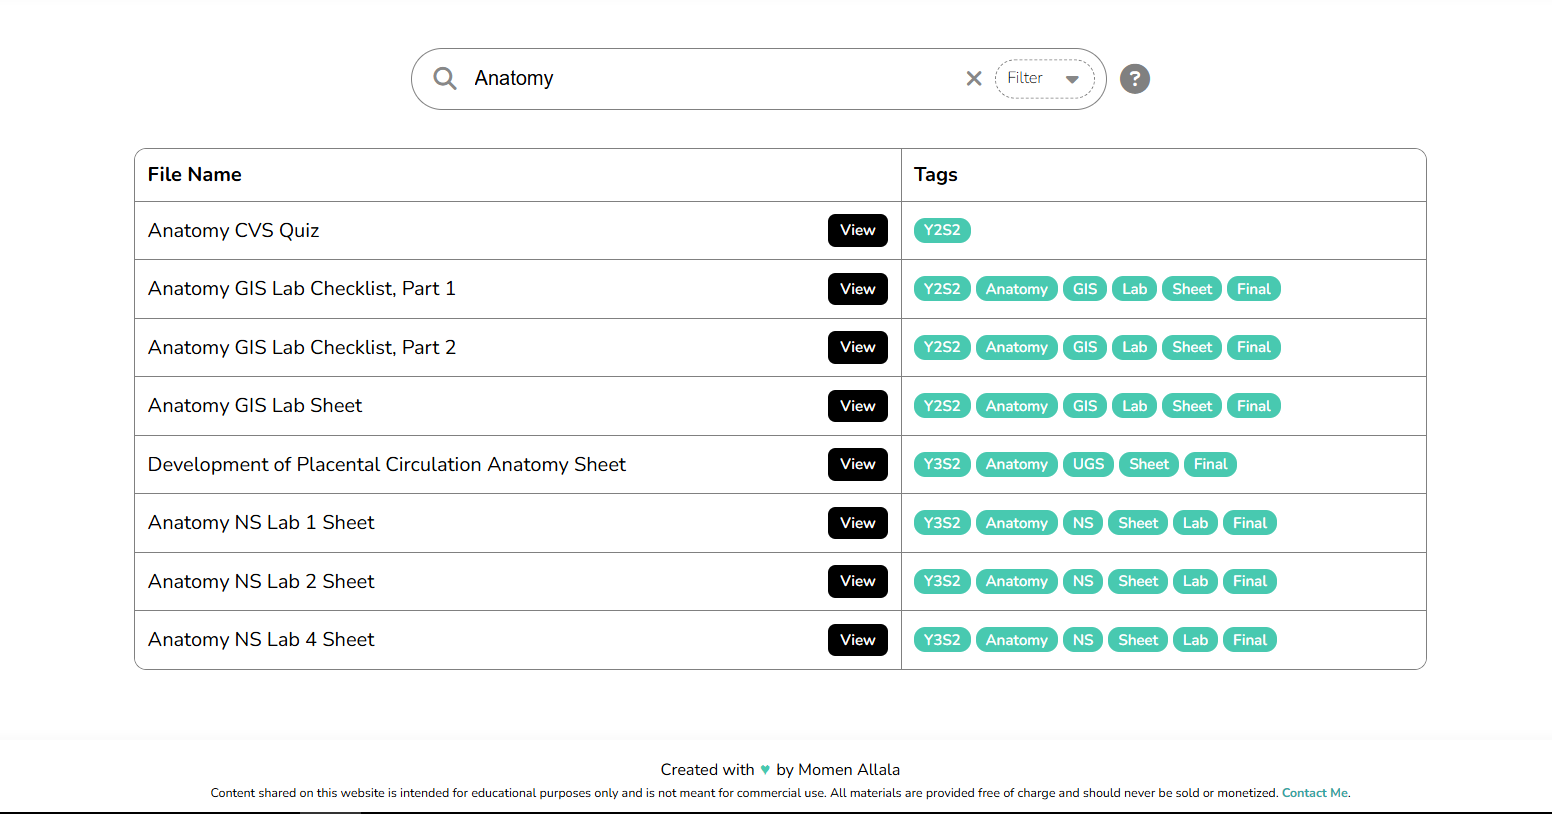 Anatomy Filter ?
File Name Tags
Anatomy CVS Quiz View Y2S2
Anatomy GIS Lab Checklist, Part 1 View Y2S2 Anatomy GIS Lab Sheet Final
Anatomy GIS Lab Checklist, Part 2 View Y2S2 Anatomy GIS Lab Sheet Final
Anatomy GIS Lab Sheet View Y2S2 Anatomy GIS Lab Sheet Final
Development of Placental Circulation Anatomy Sheet View Y3S2 Anatomy UGS Sheet Final
Anatomy NS Lab 1 Sheet View Y3S2 Anatomy NS Sheet Lab Final
Anatomy NS Lab 2 Sheet View Y3S2 Anatomy NS Sheet Lab Final
Anatomy NS Lab 4 Sheet View Y3S2 Anatomy NS Sheet Lab Final
Created with ♥ by Momen Allala
Content shared on this website is intended for educational purposes only and is not meant for commercial use. All materials are provided free of charge and should never be sold or monetized. Contact Me.